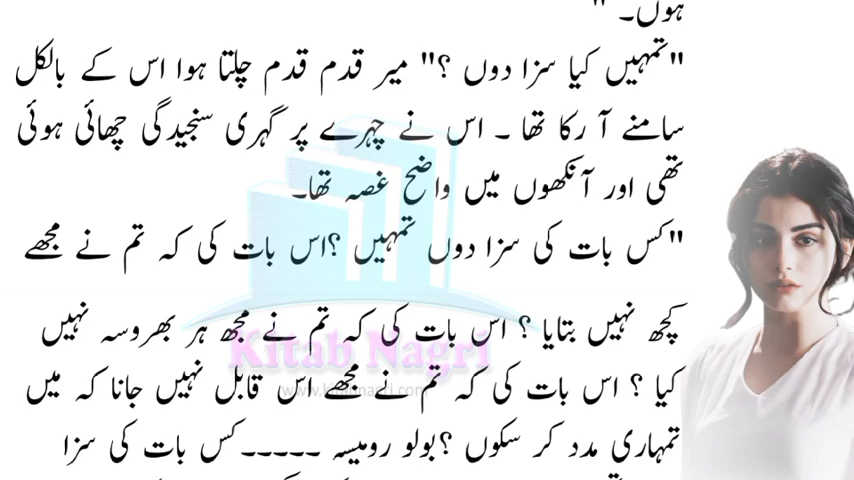 ہوں۔"
"تمہیں کیا سزا دوں ؟" میر قدم قدم چلتا ہوا اس کے بالکل
سامنے آ رکا تھا ۔ اس نے چہرے پر گہری سنجیدگی چھائی ہوئی
تھی اور آنکھوں میں واضح غصہ تھا۔
"کس بات کی سزا دوں تمہیں ؟اس بات کی کہ تم نے مجھے
کچھ نہیں بتایا ؟ اس بات کی کہ تم نے مجھ ہر بھروسہ نہیں
Kitab Nagri
کیا ؟ اس بات کی کہ تم نے مجھے اس قابل نہیں جانا کہ میں
www.kitabnagri.com
تمہاری مدد کر سکوں ؟بولو رومیسہ ۔۔۔۔۔کس بات کی سزا